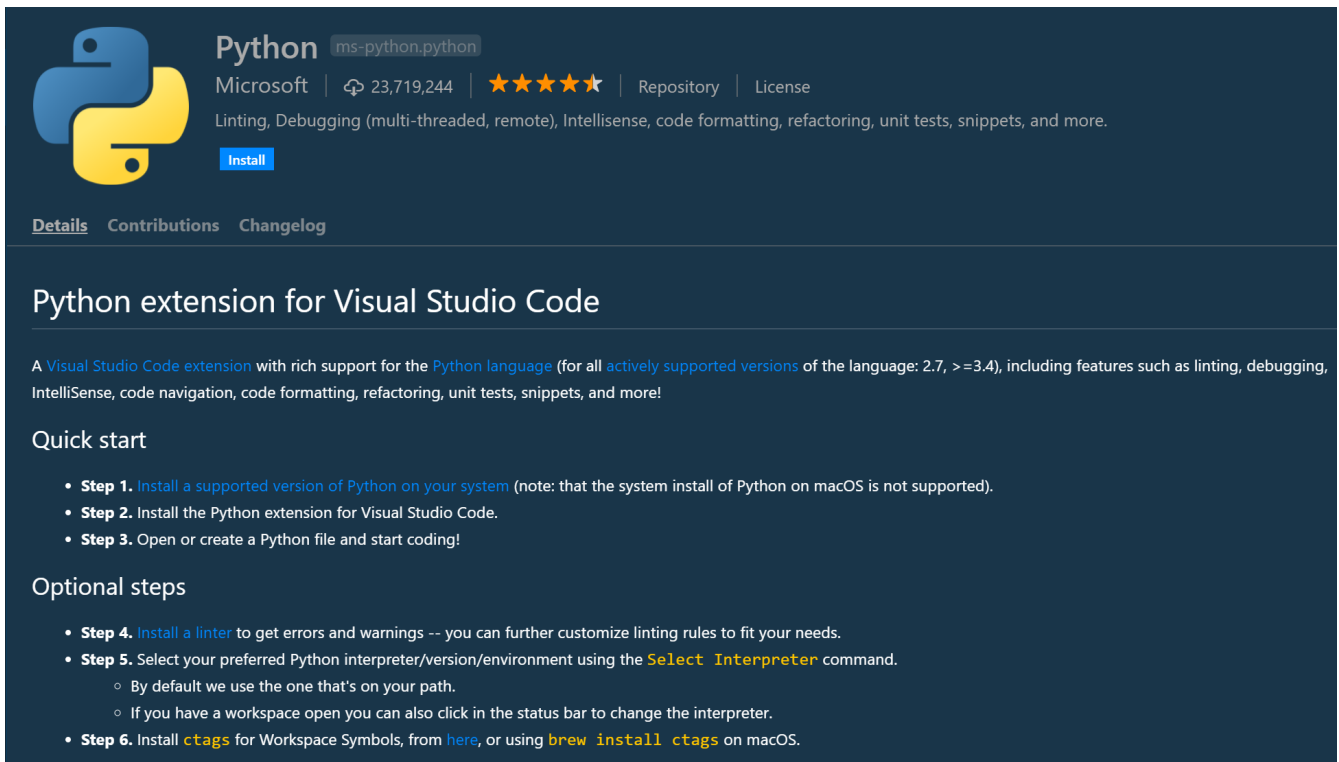 Python ms-python.python
Microsoft 23,719,244 Repository License
Linting, Debugging (multi-threaded, remote), Intellisense, code formatting, refactoring, unit tests, snippets, and more.
Install
Details Contributions Changelog
Python extension for Visual Studio Code
A Visual Studio Code extension with rich support for the Python language (for all actively supported versions of the language: 2.7, >=3.4), including features such as linting, debugging,
IntelliSense, code navigation, code formatting, refactoring, unit tests, snippets, and more!
Quick start
• Step 1. Install a supported version of Python on your system (note: that the system install of Python on macOS is not supported).
• Step 2. Install the Python extension for Visual Studio Code.
• Step 3. Open or create a Python file and start coding!
Optional steps
• Step 4. Install a linter to get errors and warnings -- you can further customize linting rules to fit your needs.
• Step 5. Select your preferred Python interpreter/version/environment using the Select Interpreter command.
◦ By default we use the one that's on your path.
◦ If you have a workspace open you can also click in the status bar to change the interpreter.
• Step 6. Install ctags for Workspace Symbols, from here, or using brew install ctags on macOS.